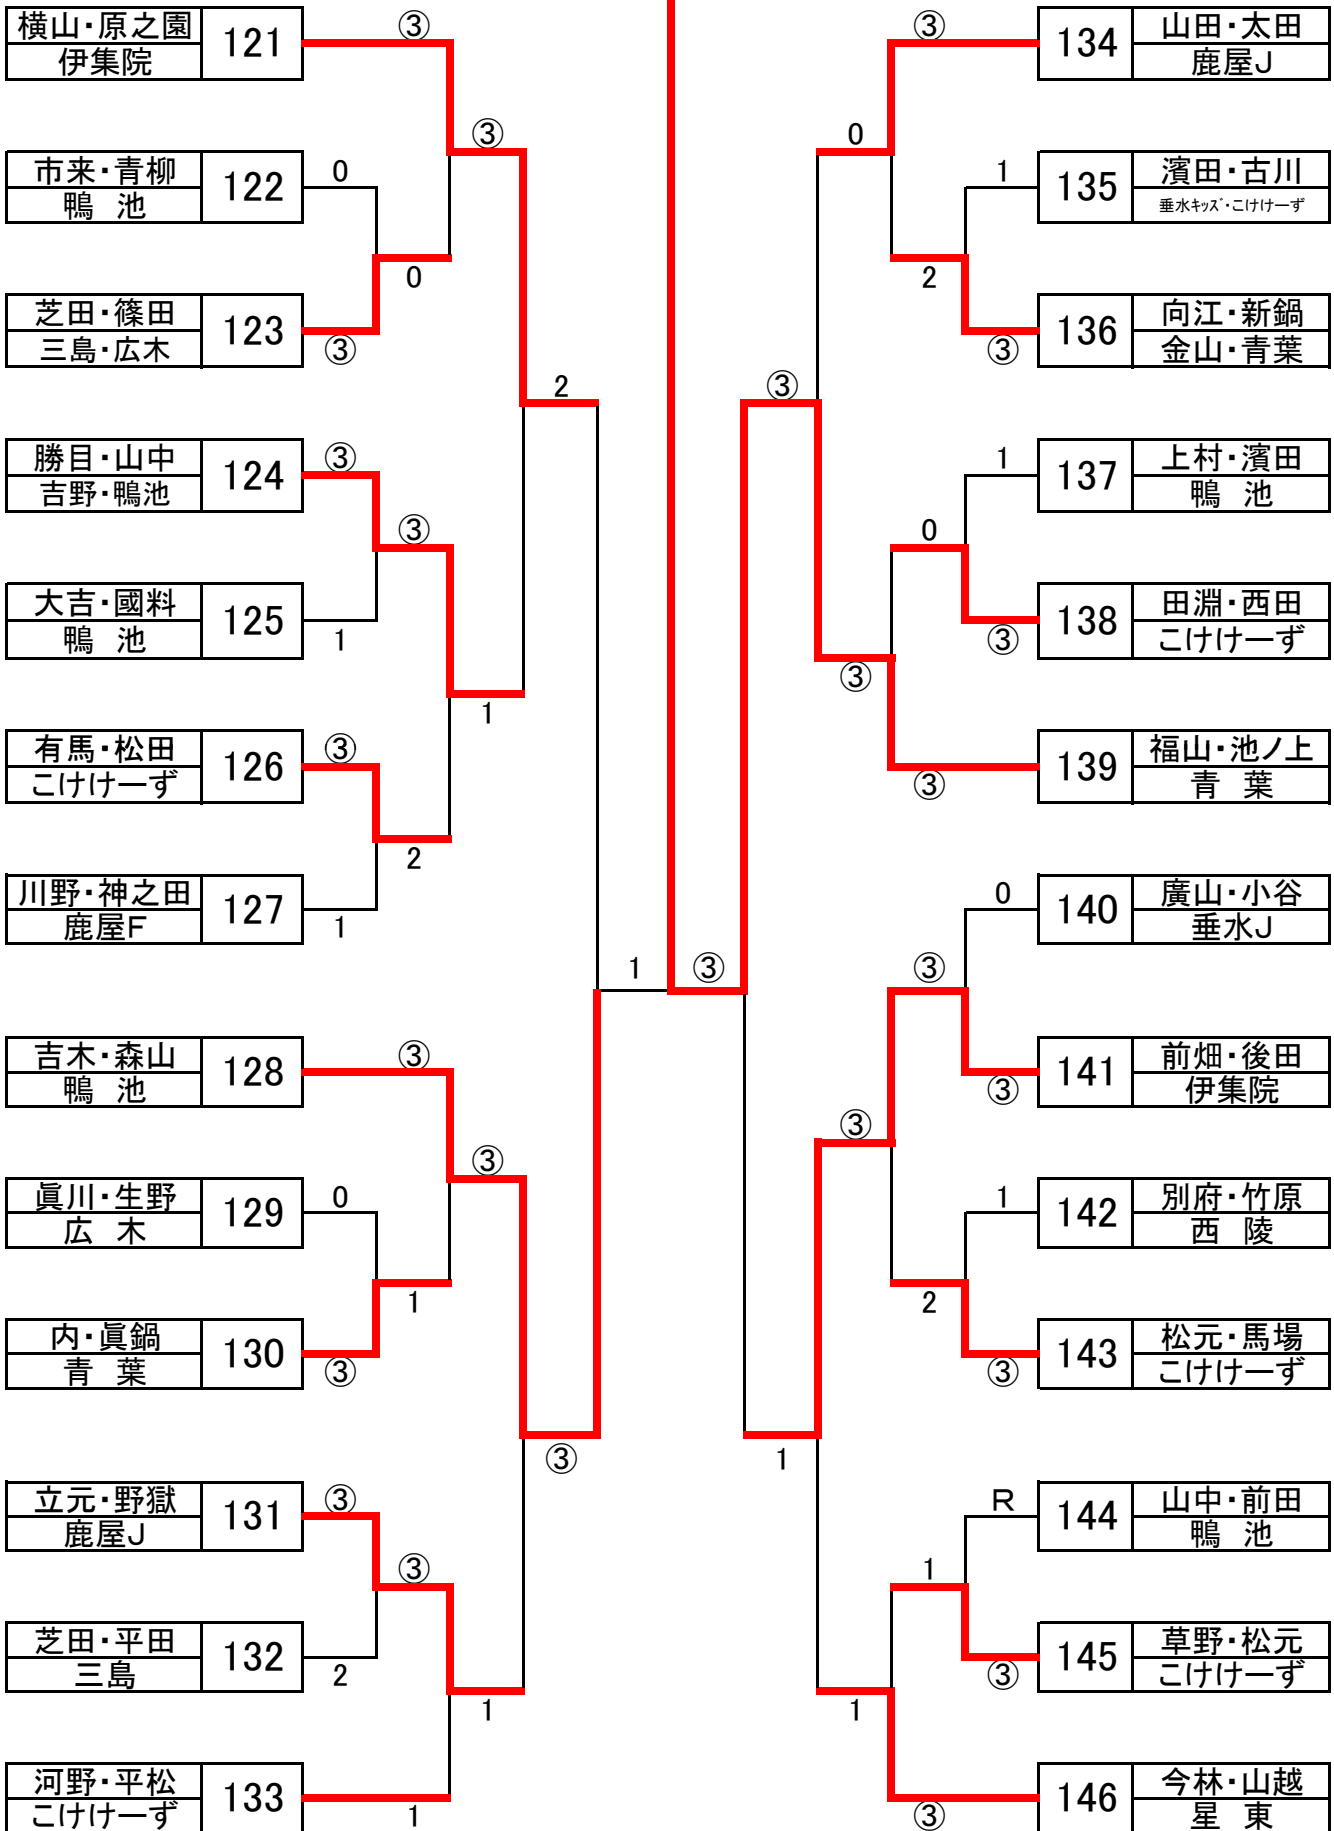 横山・原之園
伊集院
121
③
市来・青柳
鴨 池
122
0
③
芝田・篠田
三島・広木
123
③
0
2
勝目・山中
吉野・鴨池
124
③
③
大吉・國料
鴨 池
125
1
1
有馬・松田
こけけーず
126
③
2
川野・神之田
鹿屋F
127
1
1
③
吉木・森山
鴨 池
128
③
③
眞川・生野
広 木
129
0
1
内・眞鍋
青 葉
130
③
③
立元・野獄
鹿屋J
131
③
③
芝田・平田
三島
132
2
1
河野・平松
こけけーず
133
1
③
134
山田・太田
鹿屋J
0
1
135
濱田・古川
垂水キッズ・こけけーず
2
③
136
向江・新鍋
金山・青葉
③
1
137
上村・濱田
鴨 池
0
③
138
田淵・西田
こけけーず
③
③
139
福山・池ノ上
青 葉
0
140
廣山・小谷
垂水J
③
③
141
前畑・後田
伊集院
③
1
142
別府・竹原
西 陵
2
③
143
松元・馬場
こけけーず
1
R
144
山中・前田
鴨 池
1
③
145
草野・松元
こけけーず
1
③
146
今林・山越
星 東